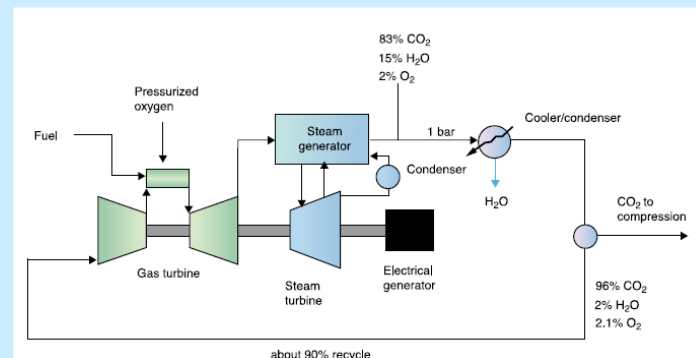 83% CO₂
15% H₂O
2% O₂
Pressurized
oxygen
Fuel
Steam
generator
1 bar
Cooler/condenser
Condenser
H₂O
CO₂ to
compression
Gas turbine
Steam
turbine
Electrical
generator
96% CO₂
2% H₂O
2.1% O₂
about 90% recycle